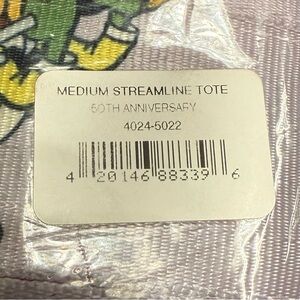 MEDIUM STREAMLINE TOTE
50TH ANNIVERSARY
4024-5022
4 20146 88339 6